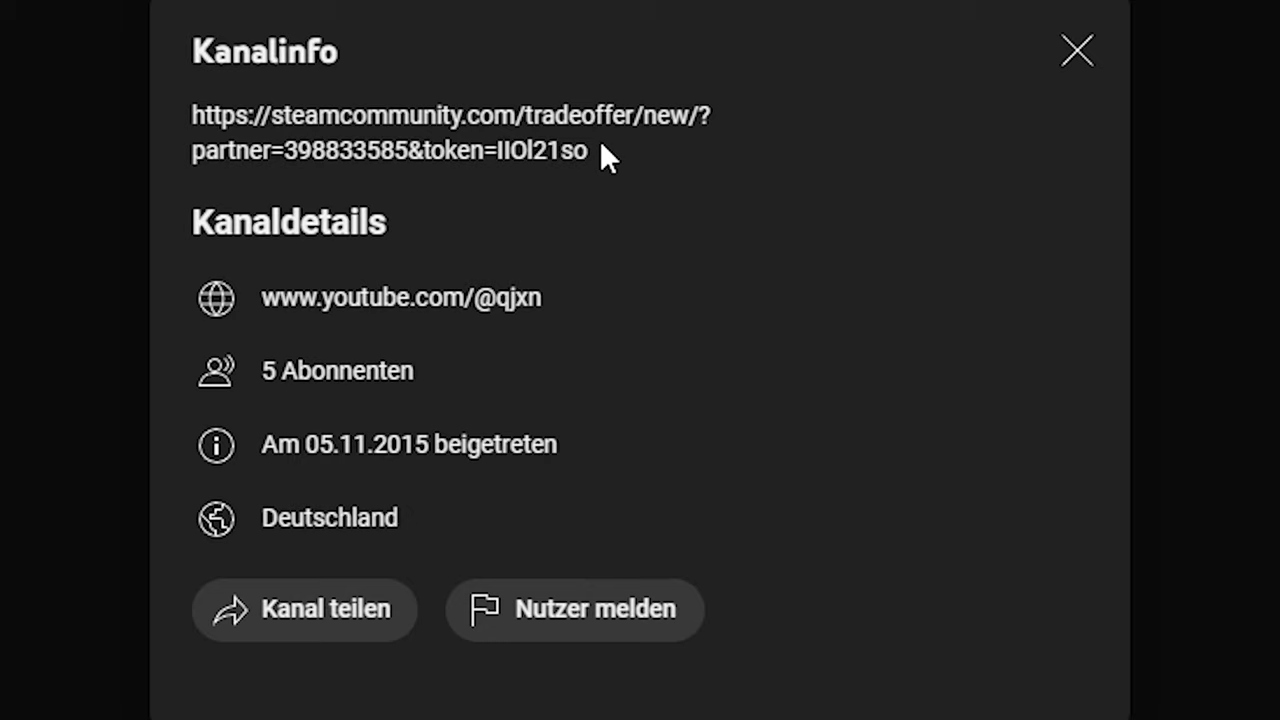 Kanalinfo
https://steamcommunity.com/tradeoffer/new/?
partner=398833585&token=IIOl21so
Kanaldetails
www.youtube.com/@qjxn
5 Abonnenten
Am 05.11.2015 beigetreten
Deutschland
Kanal teilen
Nutzer melden